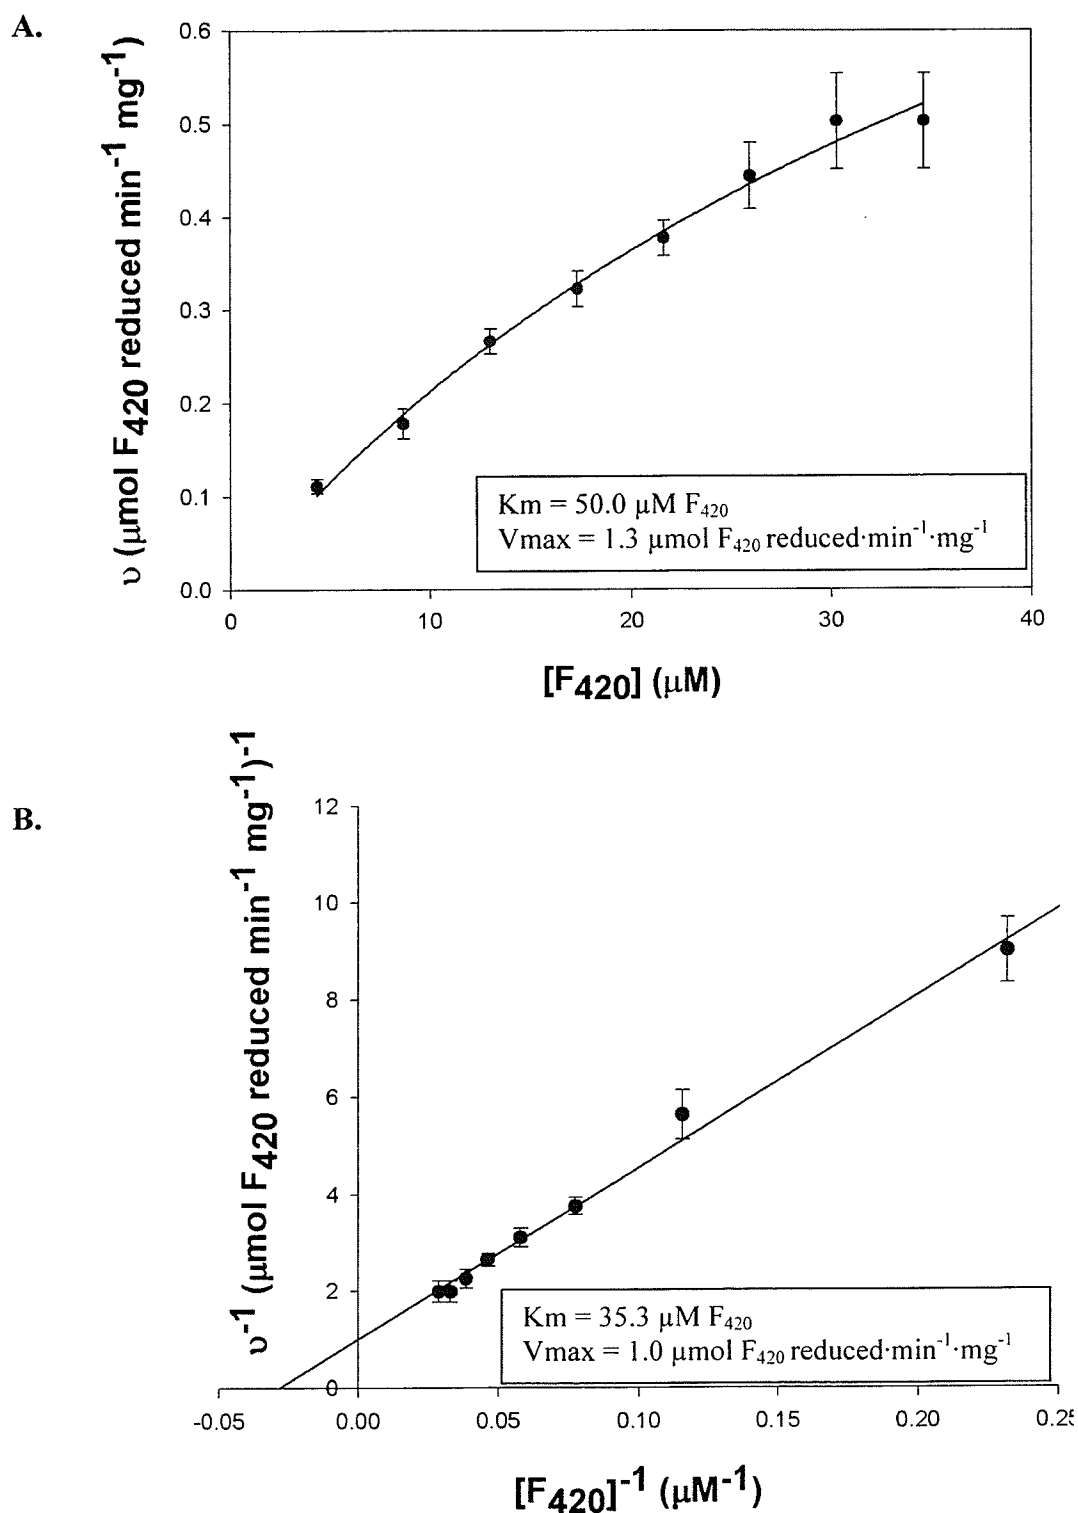 A.
υ (μmol F420 reduced min-1 mg-1)
0.6
0.5
0.4
0.3
0.2
0.1
0.0
Km = 50.0 μM F420
Vmax = 1.3 μmol F420 reduced·min-1·mg-1
0 10 20 30 40
[F420] (μM)
B.
υ-1 (μmol F420 reduced min-1 mg-1)-1
12
10
8
6
4
2
0
Km = 35.3 μM F420
Vmax = 1.0 μmol F420 reduced·min-1·mg-1
-0.05 0.00 0.05 0.10 0.15 0.20 0.25
[F420]-1 (μM-1)